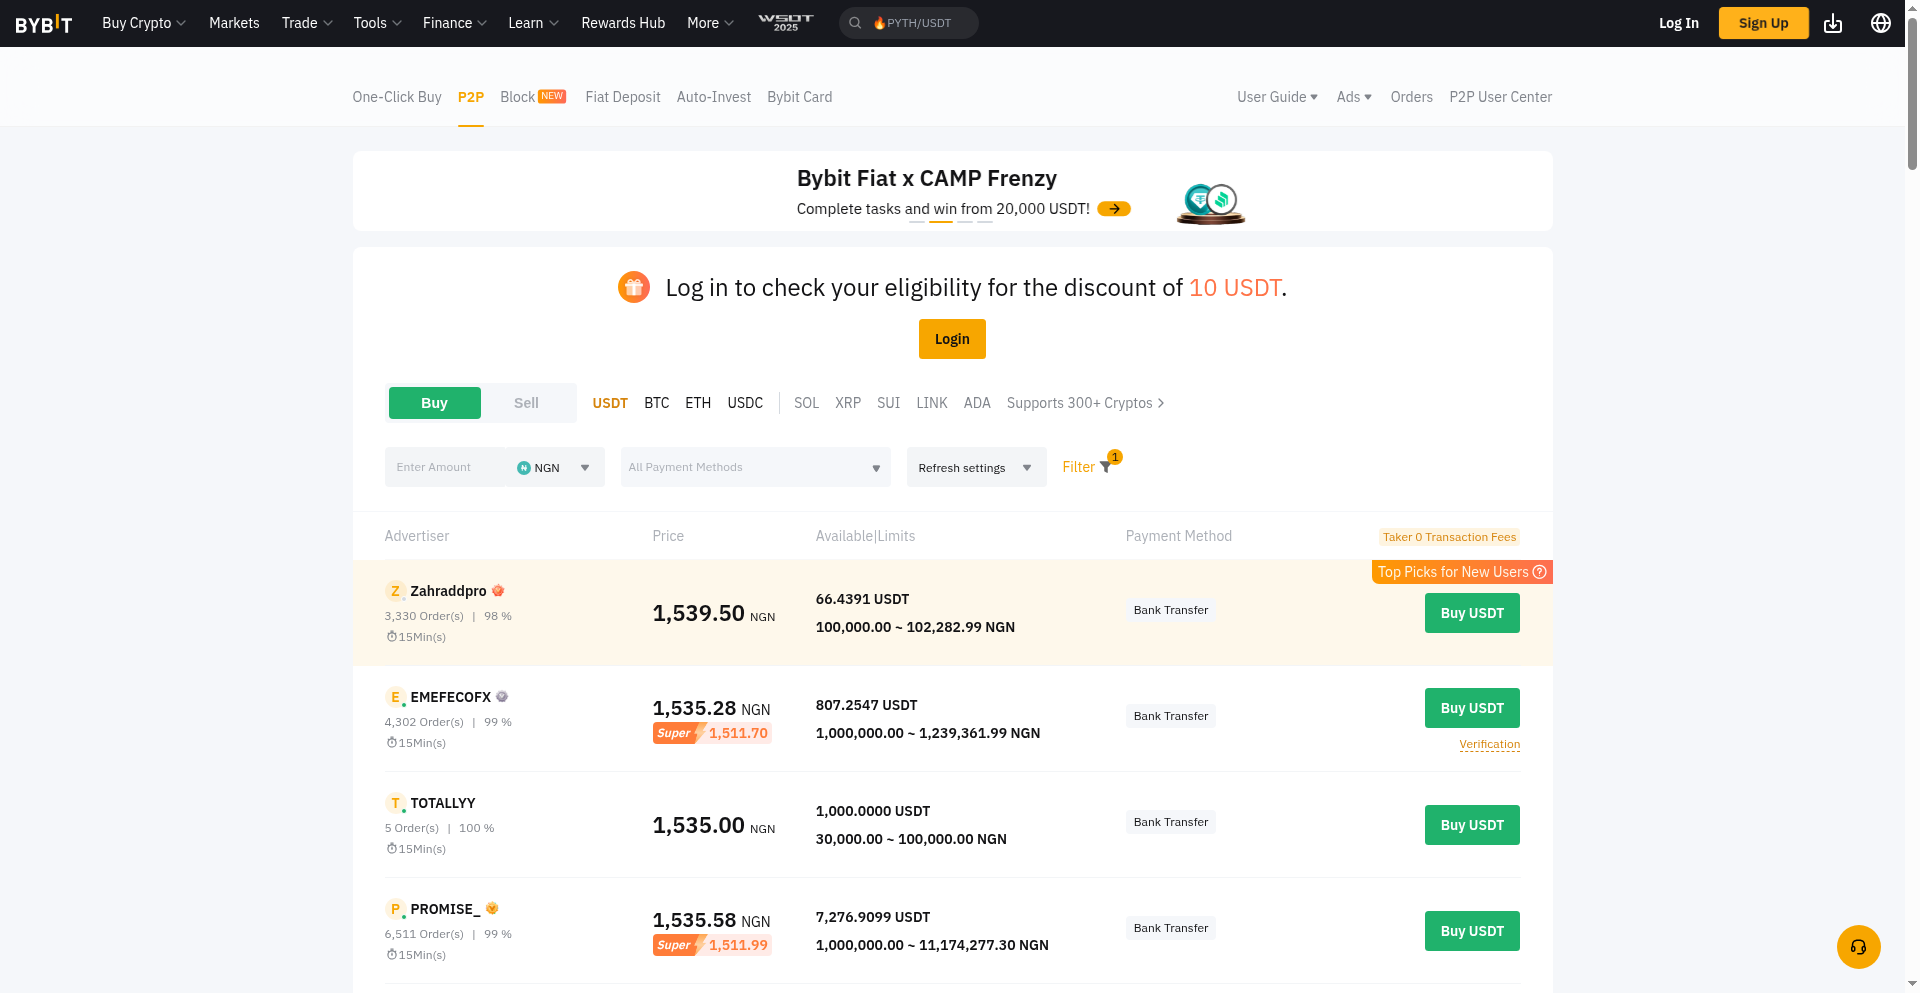 BYBIT Buy Crypto Markets Trade Tools Finance Learn Rewards Hub More WSOT 2025 PYTH/USDT Log In Sign Up
One-Click Buy P2P Block NEW Fiat Deposit Auto-Invest Bybit Card User Guide Ads Orders P2P User Center
Bybit Fiat x CAMP Frenzy
Complete tasks and win from 20,000 USDT!
Log in to check your eligibility for the discount of 10 USDT.
Login
Buy Sell USDT BTC ETH USDC SOL XRP SUI LINK ADA Supports 300+ Cryptos
Enter Amount NGN All Payment Methods Refresh settings Filter 1
Advertiser Price Available|Limits Payment Method Taker 0 Transaction Fees
Top Picks for New Users
Z Zahraddpro
3,330 Order(s) | 98 %
15Min(s)
1,539.50 NGN
66.4391 USDT
100,000.00 ~ 102,282.99 NGN
Bank Transfer
Buy USDT
E EMEFECOFX
4,302 Order(s) | 99 %
15Min(s)
1,535.28 NGN
Super 1,511.70
807.2547 USDT
1,000,000.00 ~ 1,239,361.99 NGN
Bank Transfer
Buy USDT
Verification
T TOTALLYY
5 Order(s) | 100 %
15Min(s)
1,535.00 NGN
1,000.0000 USDT
30,000.00 ~ 100,000.00 NGN
Bank Transfer
Buy USDT
P PROMISE_
6,511 Order(s) | 99 %
15Min(s)
1,535.58 NGN
Super 1,511.99
7,276.9099 USDT
1,000,000.00 ~ 11,174,277.30 NGN
Bank Transfer
Buy USDT